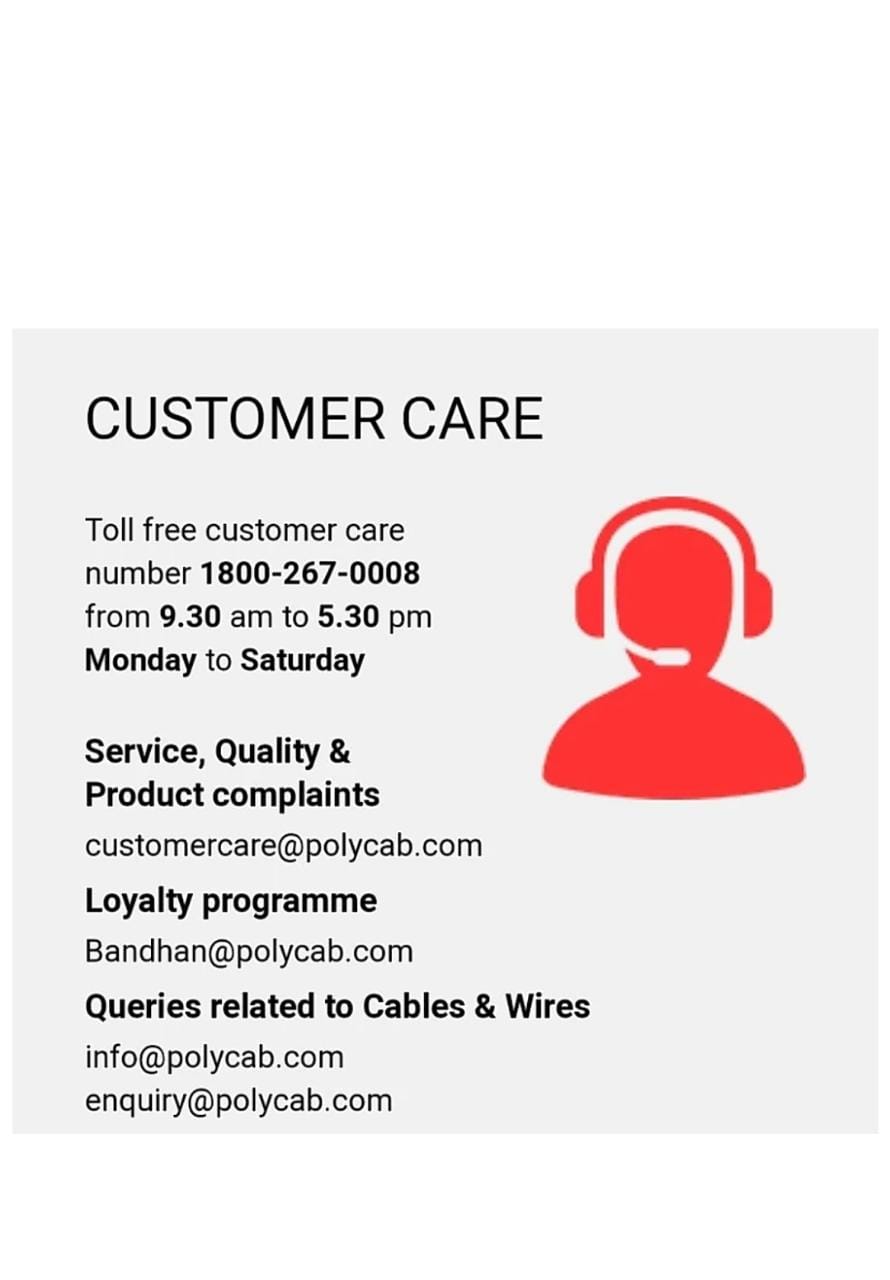 CUSTOMER CARE
Toll free customer care
number 1800-267-0008
from 9.30 am to 5.30 pm
Monday to Saturday
Service, Quality &
Product complaints
customercare@polycab.com
Loyalty programme
Bandhan@polycab.com
Queries related to Cables & Wires
info@polycab.com
enquiry@polycab.com